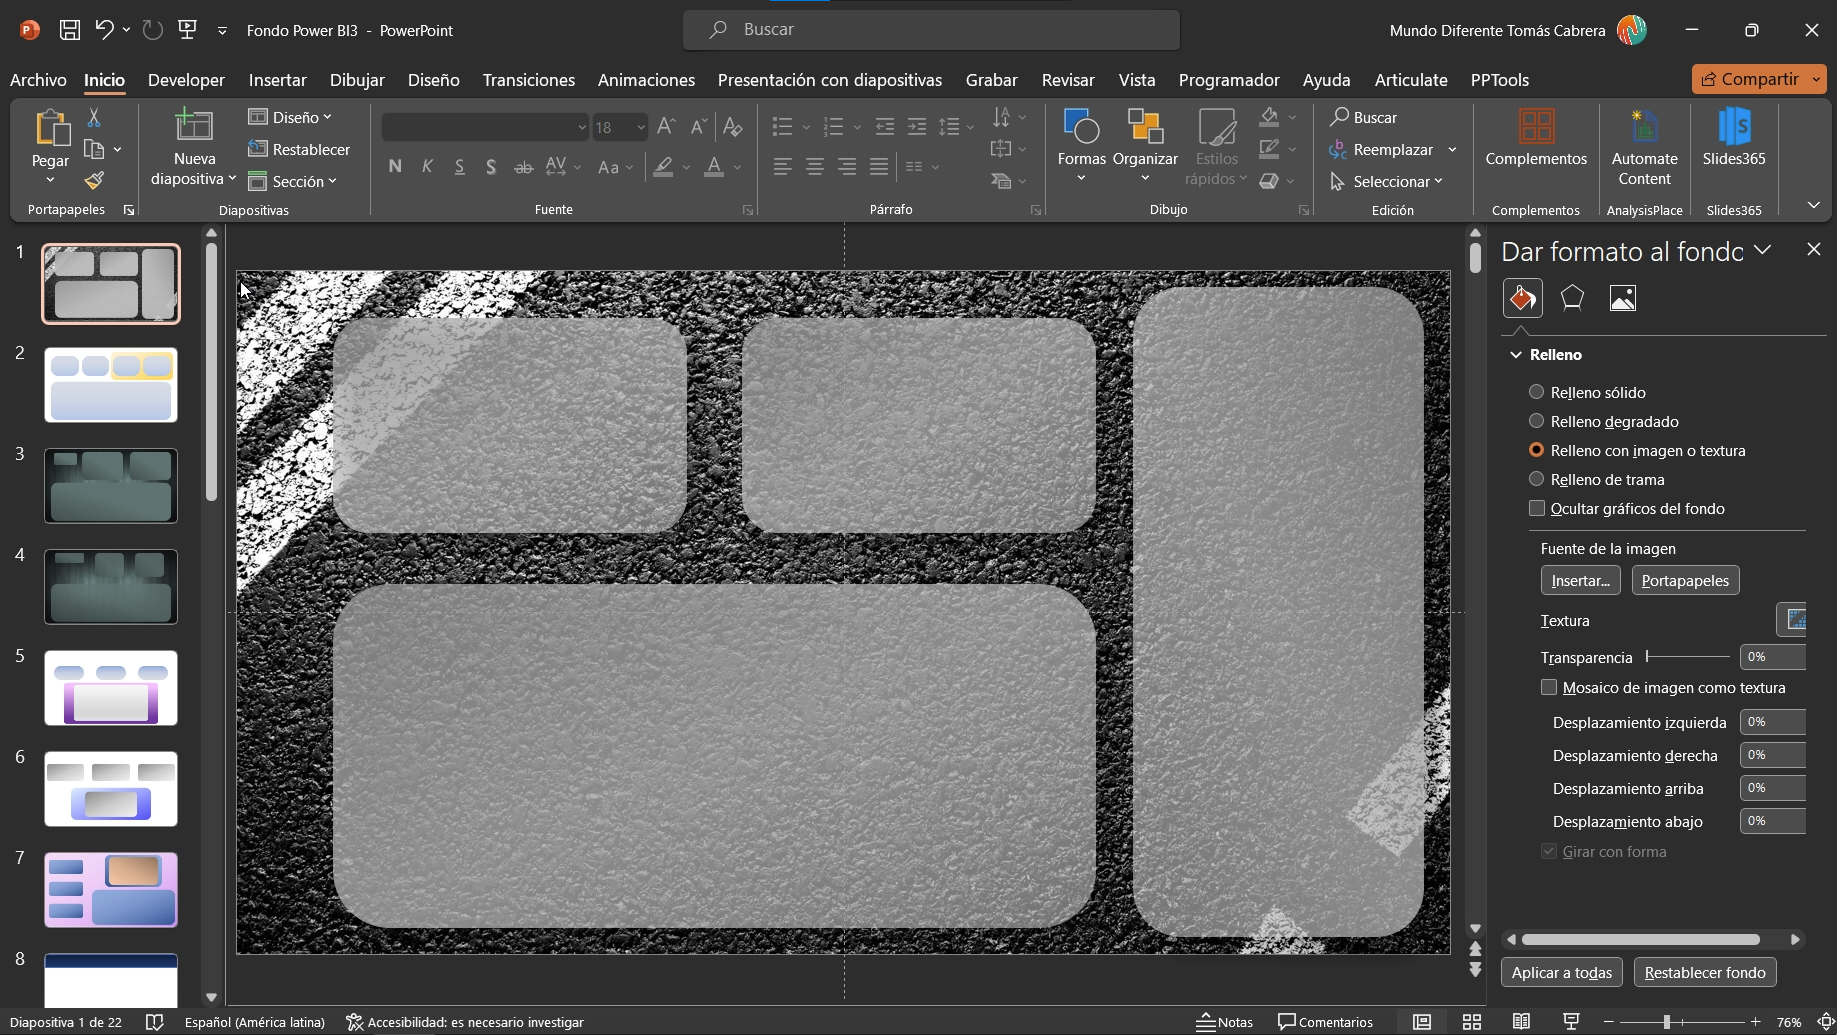 Fondo Power BI3 - PowerPoint
Buscar
Mundo Diferente Tomás Cabrera
Archivo Inicio Developer Insertar Dibujar Diseño Transiciones Animaciones Presentación con diapositivas Grabar Revisar Vista Programador Ayuda Articulate PPTools
Compartir
Pegar
Portapapeles
Nueva
diapositiva
Diseño
Restablecer
Sección
Diapositivas
18
N K S S ab AV Aa A
Fuente
Párrafo
Formas
Organizar
Estilos
rápidos
Dibujo
Buscar
Reemplazar
Seleccionar
Edición
Complementos
Complementos
Automate
Content
AnalysisPlace
Slides365
Slides365
1
2
3
4
5
6
7
8
Dar formato al fondo
Relleno
Relleno sólido
Relleno degradado
Relleno con imagen o textura
Relleno de trama
Ocultar gráficos del fondo
Fuente de la imagen
Insertar...
Portapapeles
Textura
Transparencia 0%
Mosaico de imagen como textura
Desplazamiento izquierda 0%
Desplazamiento derecha 0%
Desplazamiento arriba 0%
Desplazamiento abajo 0%
Girar con forma
Aplicar a todas
Restablecer fondo
Diapositiva 1 de 22
Español (América latina)
Accesibilidad: es necesario investigar
Notas
Comentarios
76%